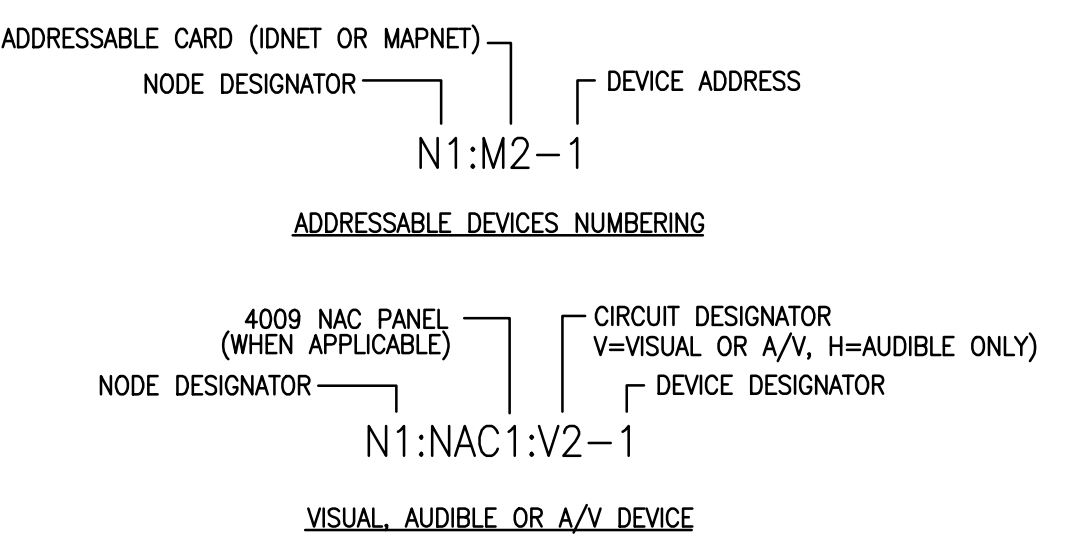 ADDRESSABLE CARD (IDNET OR MAPNET)
NODE DESIGNATOR
DEVICE ADDRESS
N1:M2-1
ADDRESSABLE DEVICES NUMBERING
4009 NAC PANEL
(WHEN APPLICABLE)
CIRCUIT DESIGNATOR
V=VISUAL OR A/V, H=AUDIBLE ONLY)
NODE DESIGNATOR
DEVICE DESIGNATOR
N1:NAC1:V2-1
VISUAL, AUDIBLE OR A/V DEVICE